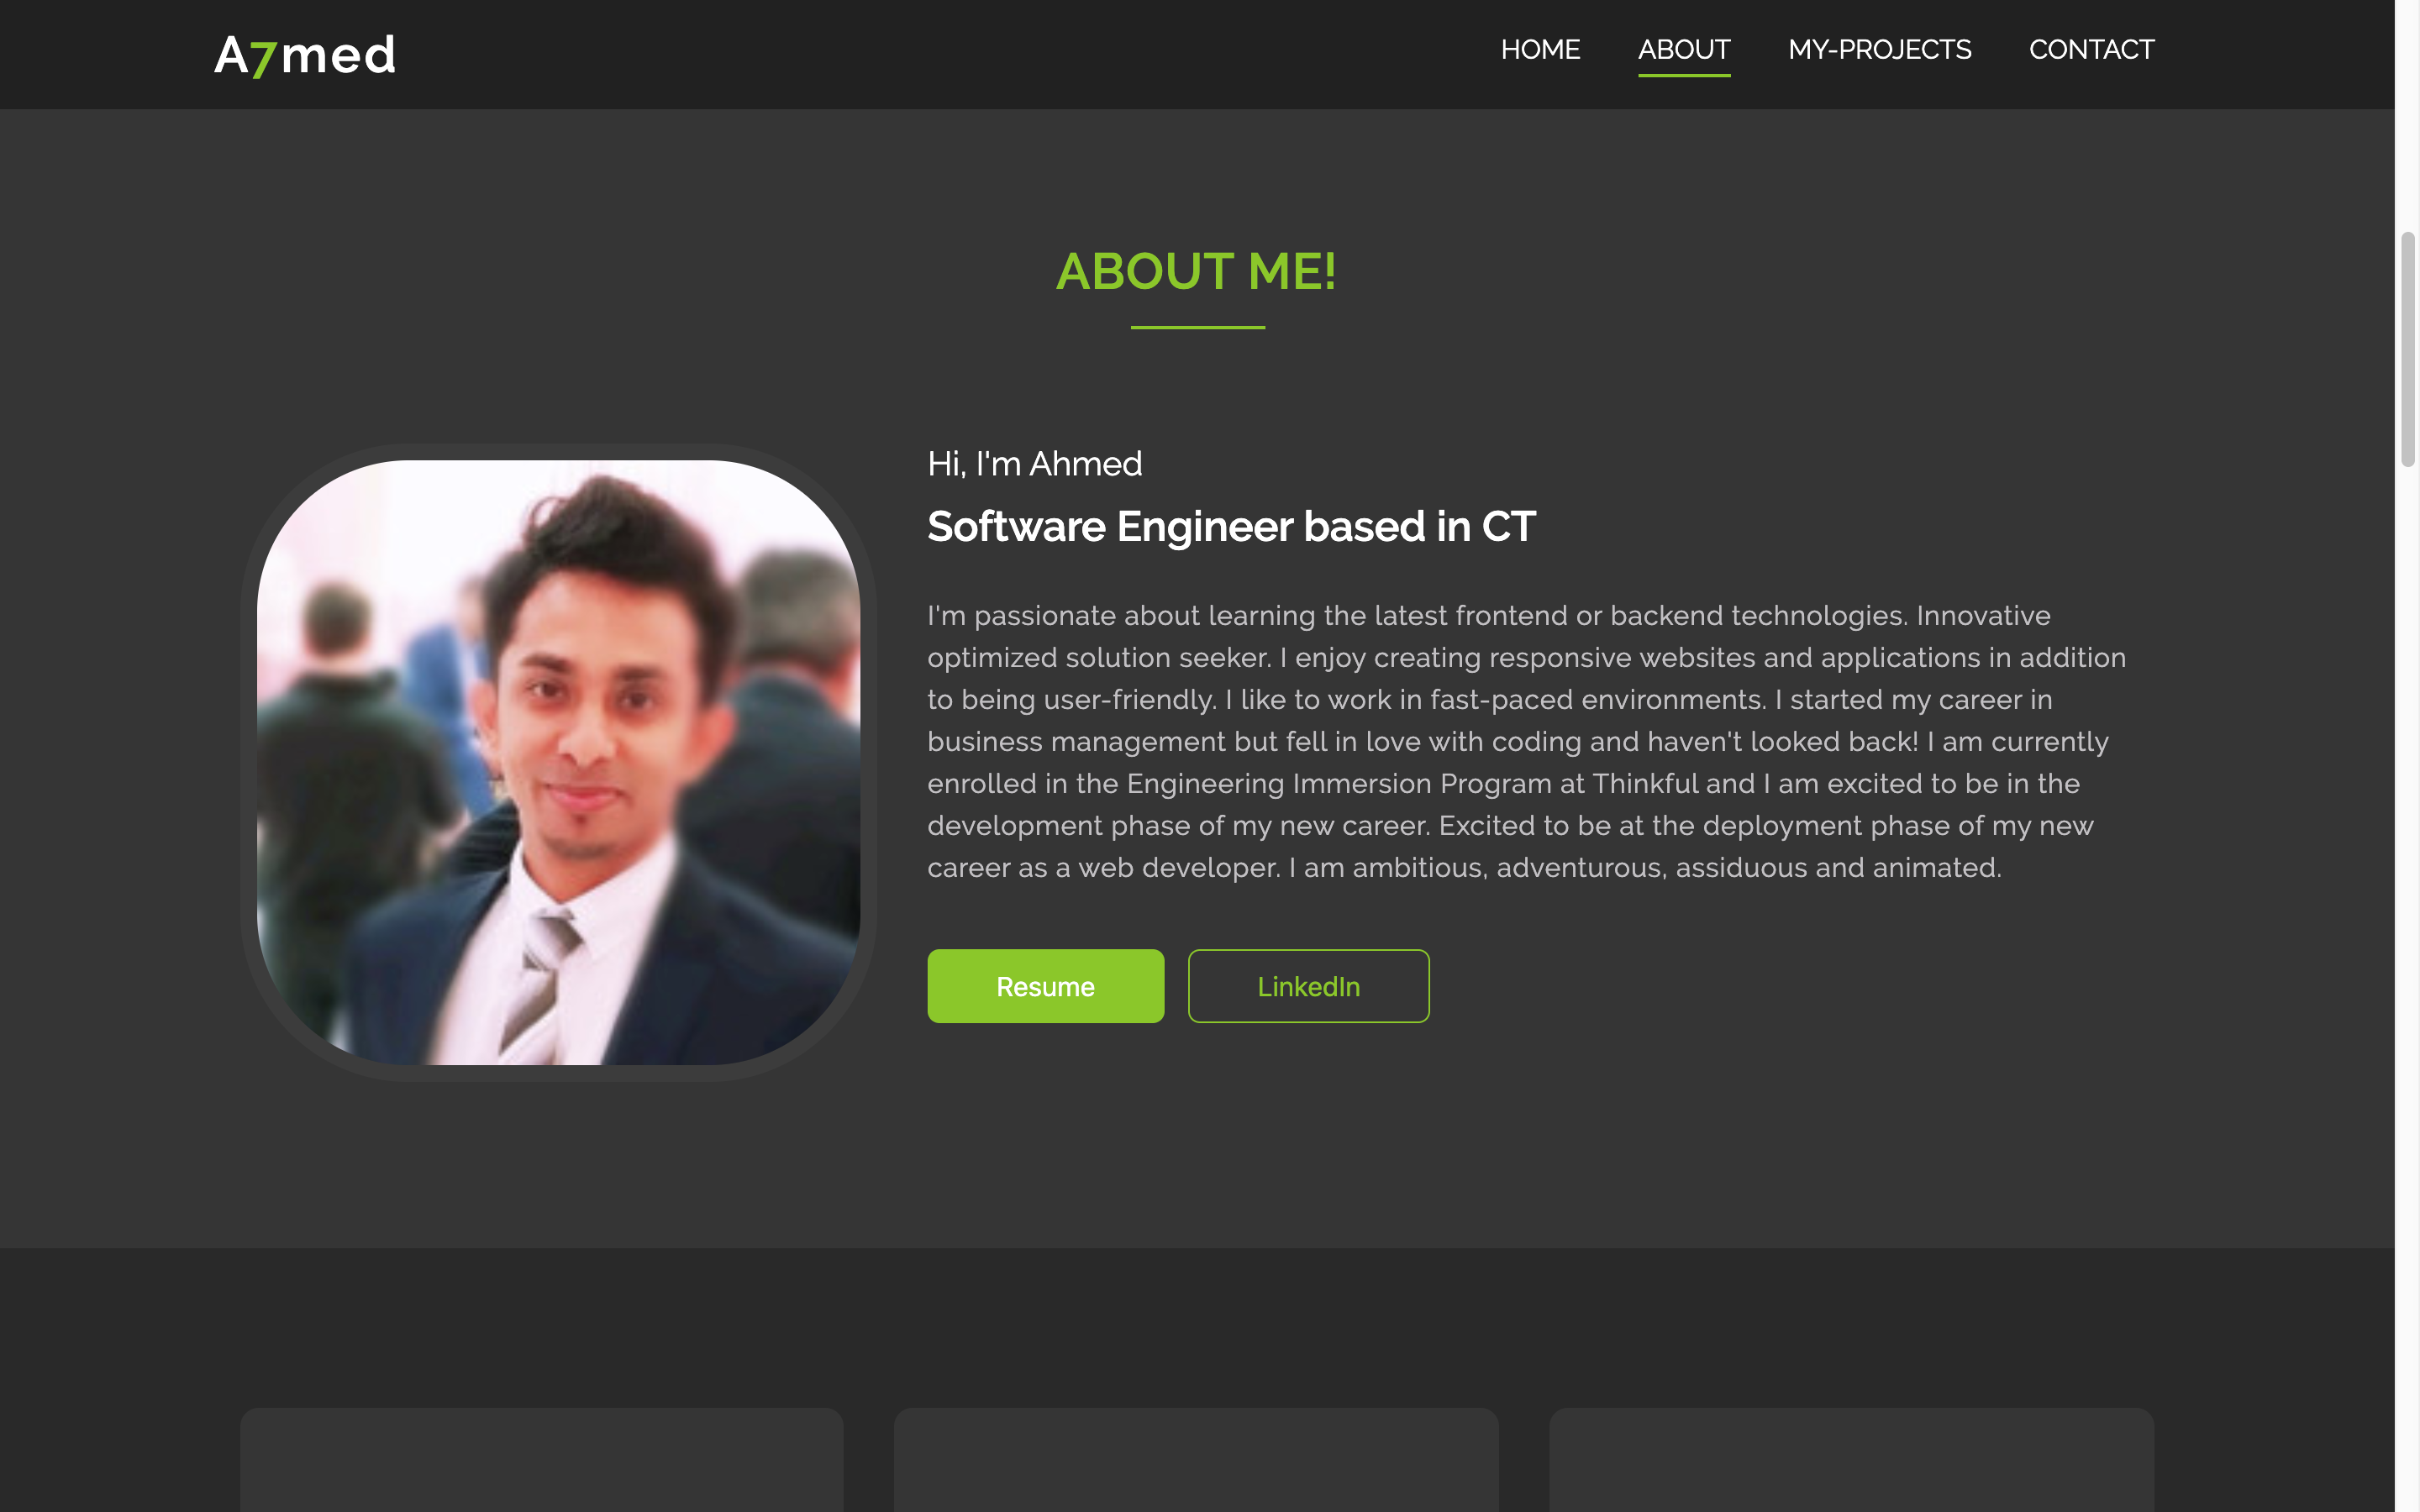 A7med
HOME ABOUT MY-PROJECTS CONTACT
ABOUT ME!
Hi, I'm Ahmed
Software Engineer based in CT
I'm passionate about learning the latest frontend or backend technologies. Innovative
optimized solution seeker. I enjoy creating responsive websites and applications in addition
to being user-friendly. I like to work in fast-paced environments. I started my career in
business management but fell in love with coding and haven't looked back! I am currently
enrolled in the Engineering Immersion Program at Thinkful and I am excited to be in the
development phase of my new career. Excited to be at the deployment phase of my new
career as a web developer. I am ambitious, adventurous, assiduous and animated.
Resume LinkedIn